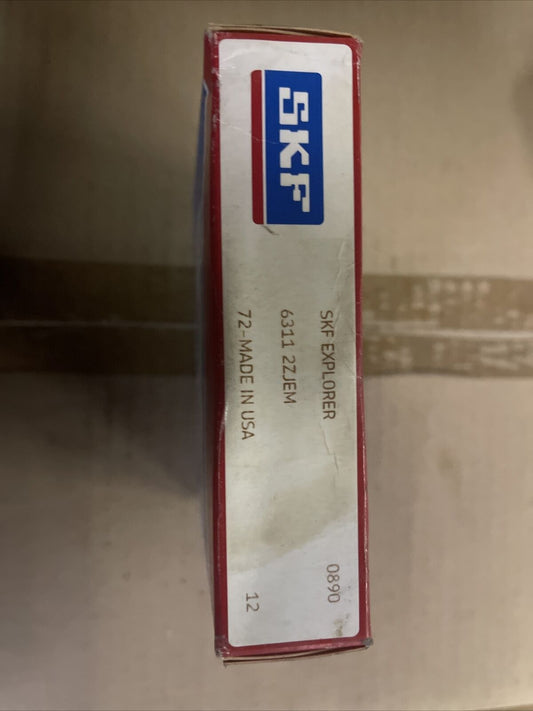 SKF
SKF EXPLORER
6311 2ZJEM
72-MADE IN USA
0890
12